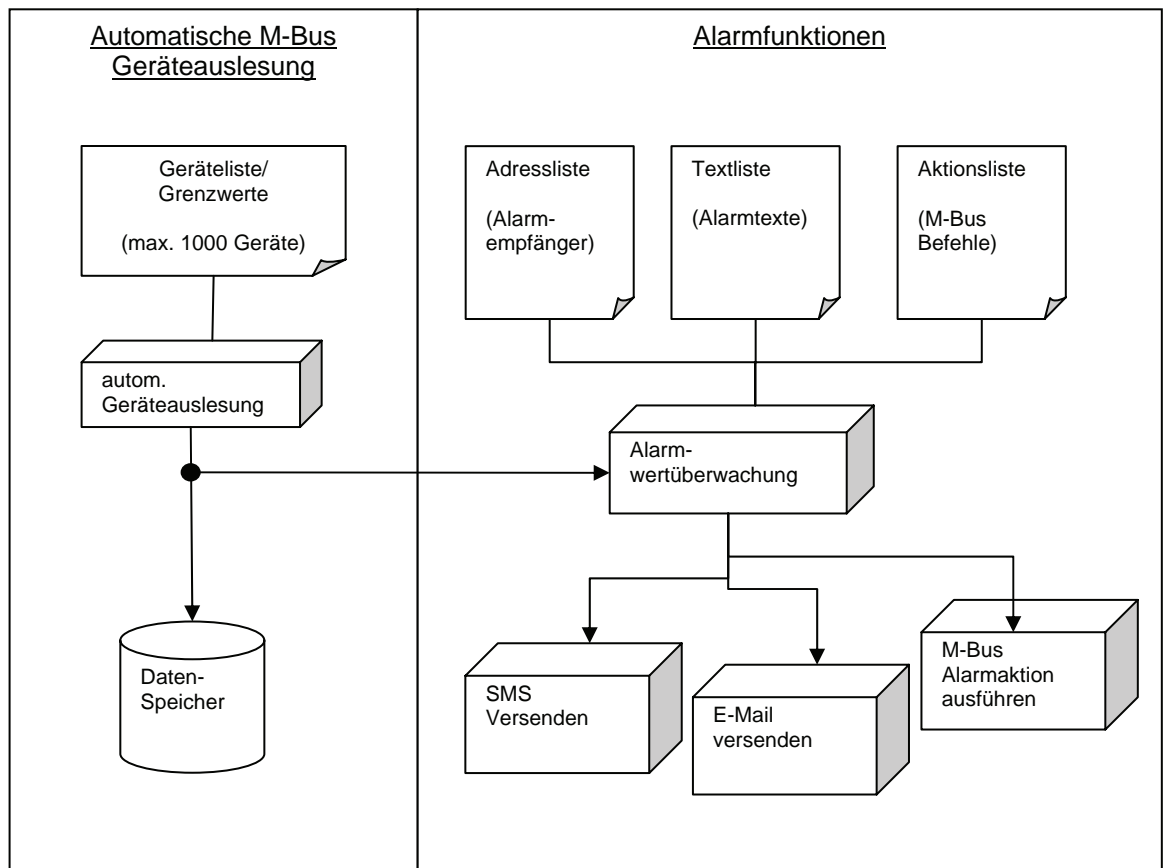 Automatische M-Bus
Geräteauslesung
Geräteliste/
Grenzwerte
(max. 1000 Geräte)
autom.
Geräteauslesung
Daten-
Speicher
Alarmfunktionen
Adressliste
(Alarm-
empfänger)
Textliste
(Alarmtexte)
Aktionsliste
(M-Bus
Befehle)
Alarm-
wertüberwachung
SMS
Versenden
E-Mail
versenden
M-Bus
Alarmaktion
ausführen